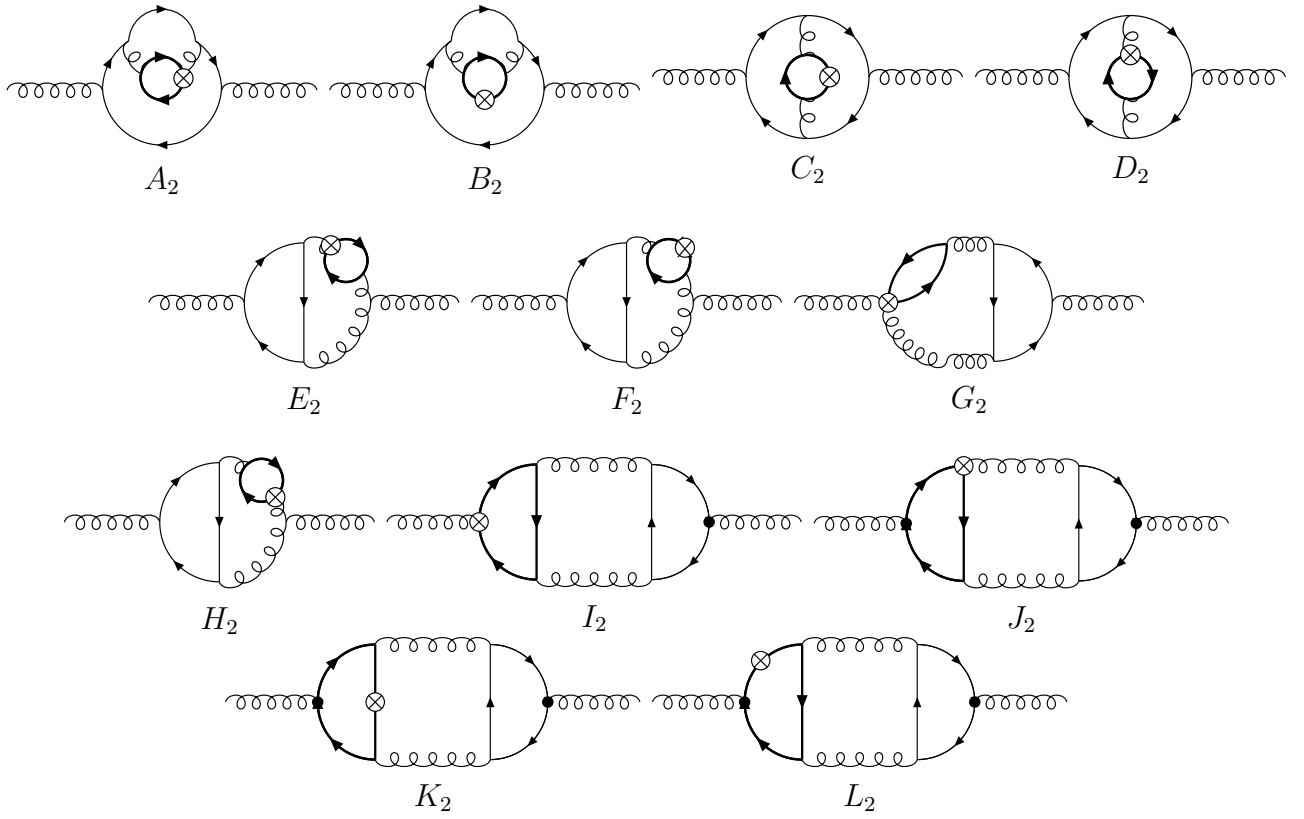 A₂ B₂ C₂ D₂
E₂ F₂ G₂
H₂ I₂ J₂
K₂ L₂